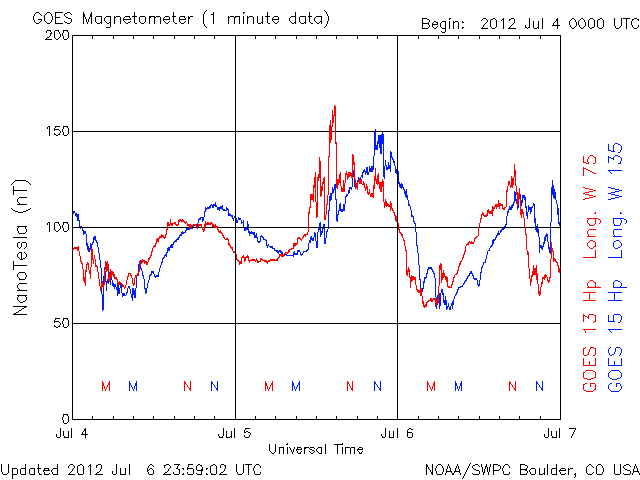 GOES Magnetometer (1 minute data)
Begin: 2012 Jul 4 0000 UTC
200
150
100
50
0
NanoTesla (nT)
M M N N M M N N M M N N
Jul 4 Jul 5 Jul 6 Jul 7
Universal Time
GOES 13 Hp Long. W 75
GOES 15 Hp Long. W 135
Updated 2012 Jul 6 23:59:02 UTC
NOAA/SWPC Boulder, CO USA